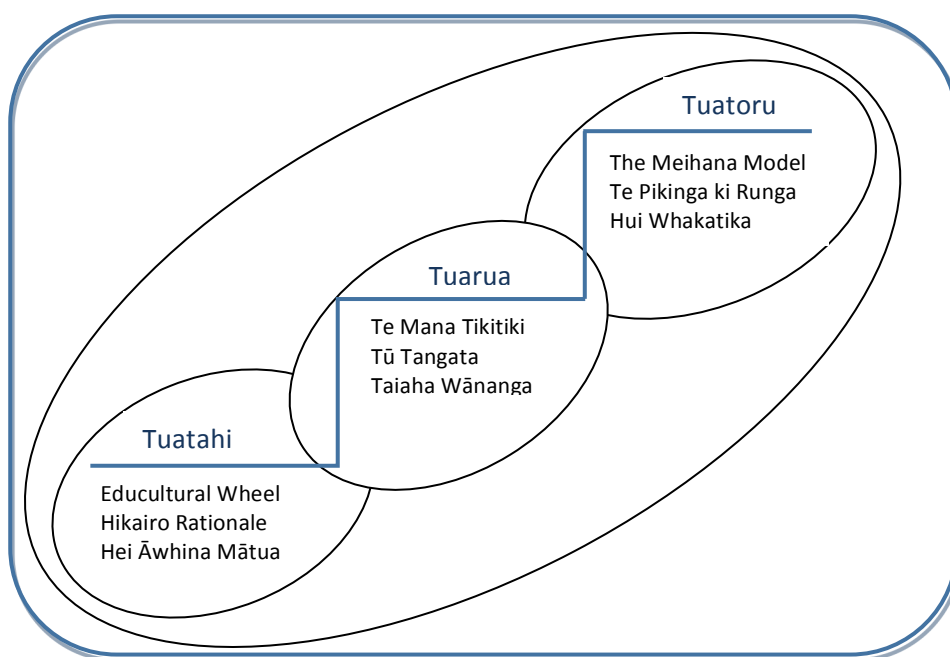 Tuatoru
The Meihana Model
Te Pikinga ki Runga
Hui Whakatika
Tuarua
Te Mana Tikitiki
Tū Tangata
Taiaha Wānanga
Tuatahi
Educultural Wheel
Hikairo Rationale
Hei Āwhina Mātua